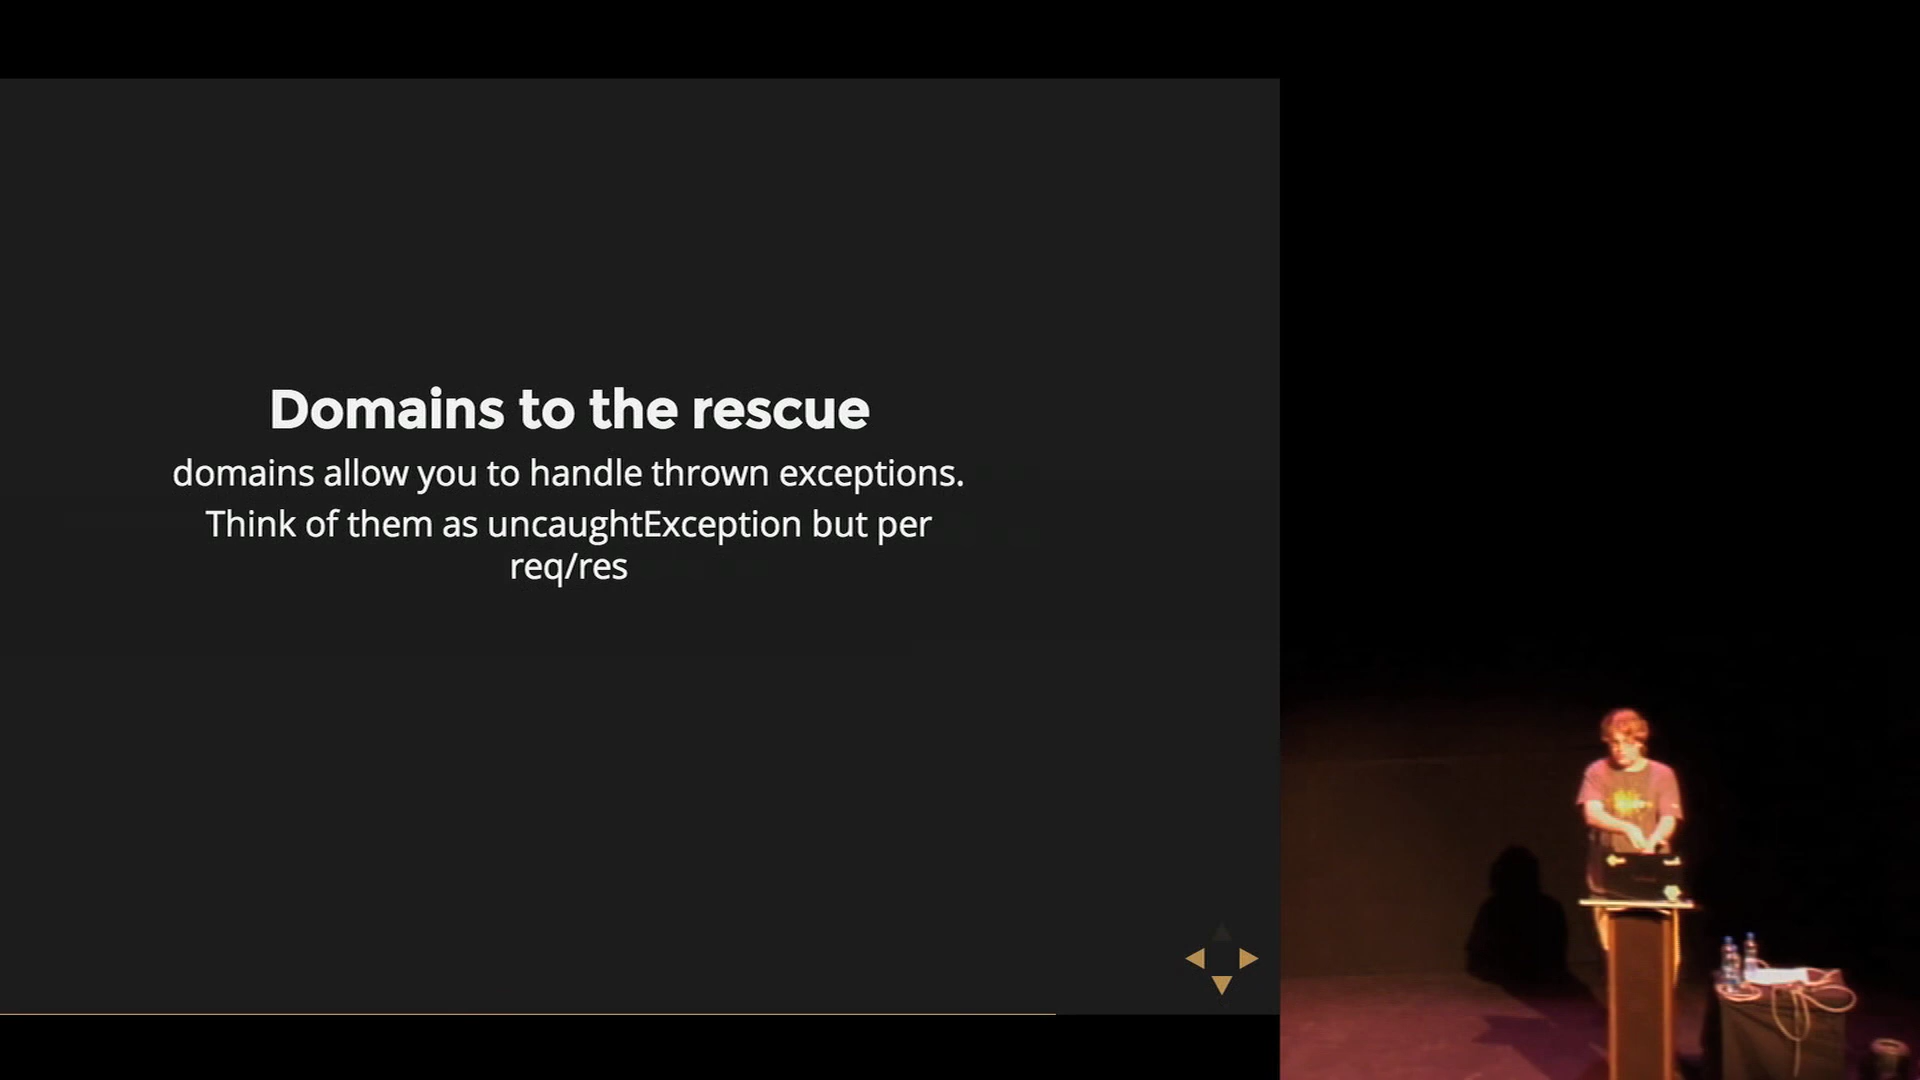 Domains to the rescue
domains allow you to handle thrown exceptions.
Think of them as uncaughtException but per
req/res